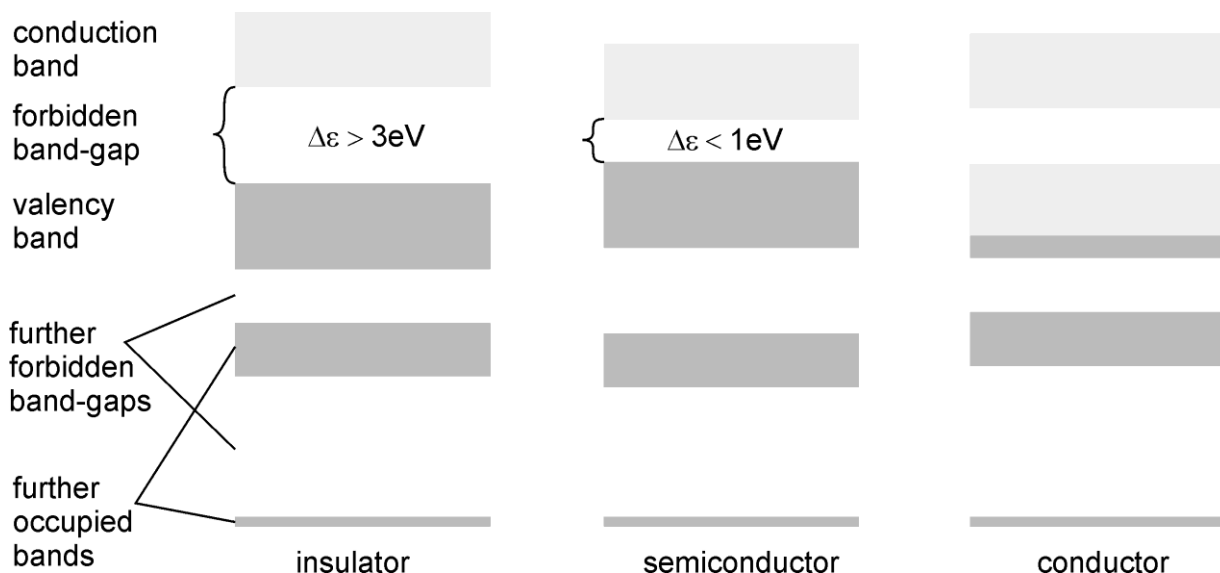 conduction
band
forbidden
band-gap
Δε > 3eV
Δε < 1eV
valency
band
further
forbidden
band-gaps
further
occupied
bands
insulator
semiconductor
conductor